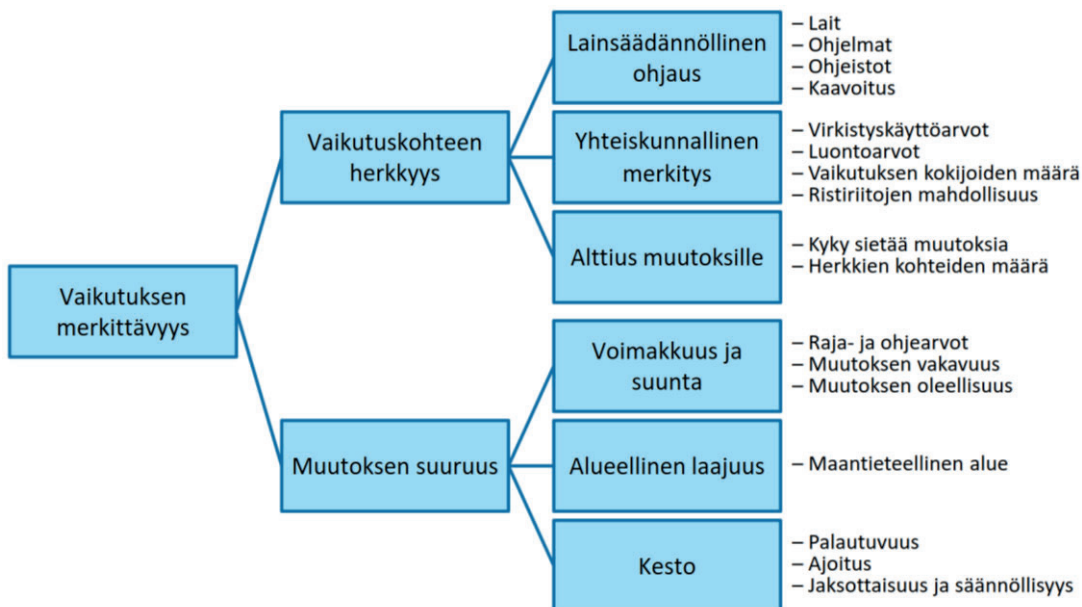 Vaikutuksen
merkittävyys
Vaikutuskohteen
herkkyys
Lainsäädännöllinen
ohjaus
– Lait
– Ohjelmat
– Ohjeistot
– Kaavoitus
Yhteiskunnallinen
merkitys
– Virkistyskäyttöarvot
– Luontoarvot
– Vaikutuksen kokijoiden määrä
– Ristiriitojen mahdollisuus
Alttius muutoksille
– Kyky sietää muutoksia
– Herkkien kohteiden määrä
Muutoksen suuruus
Voimakkuus ja
suunta
– Raja- ja ohjearvot
– Muutoksen vakavuus
– Muutoksen oleellisuus
Alueellinen laajuus
– Maantieteellinen alue
Kesto
– Palautuvuus
– Ajoitus
– Jaksottaisuus ja säännöllisyys